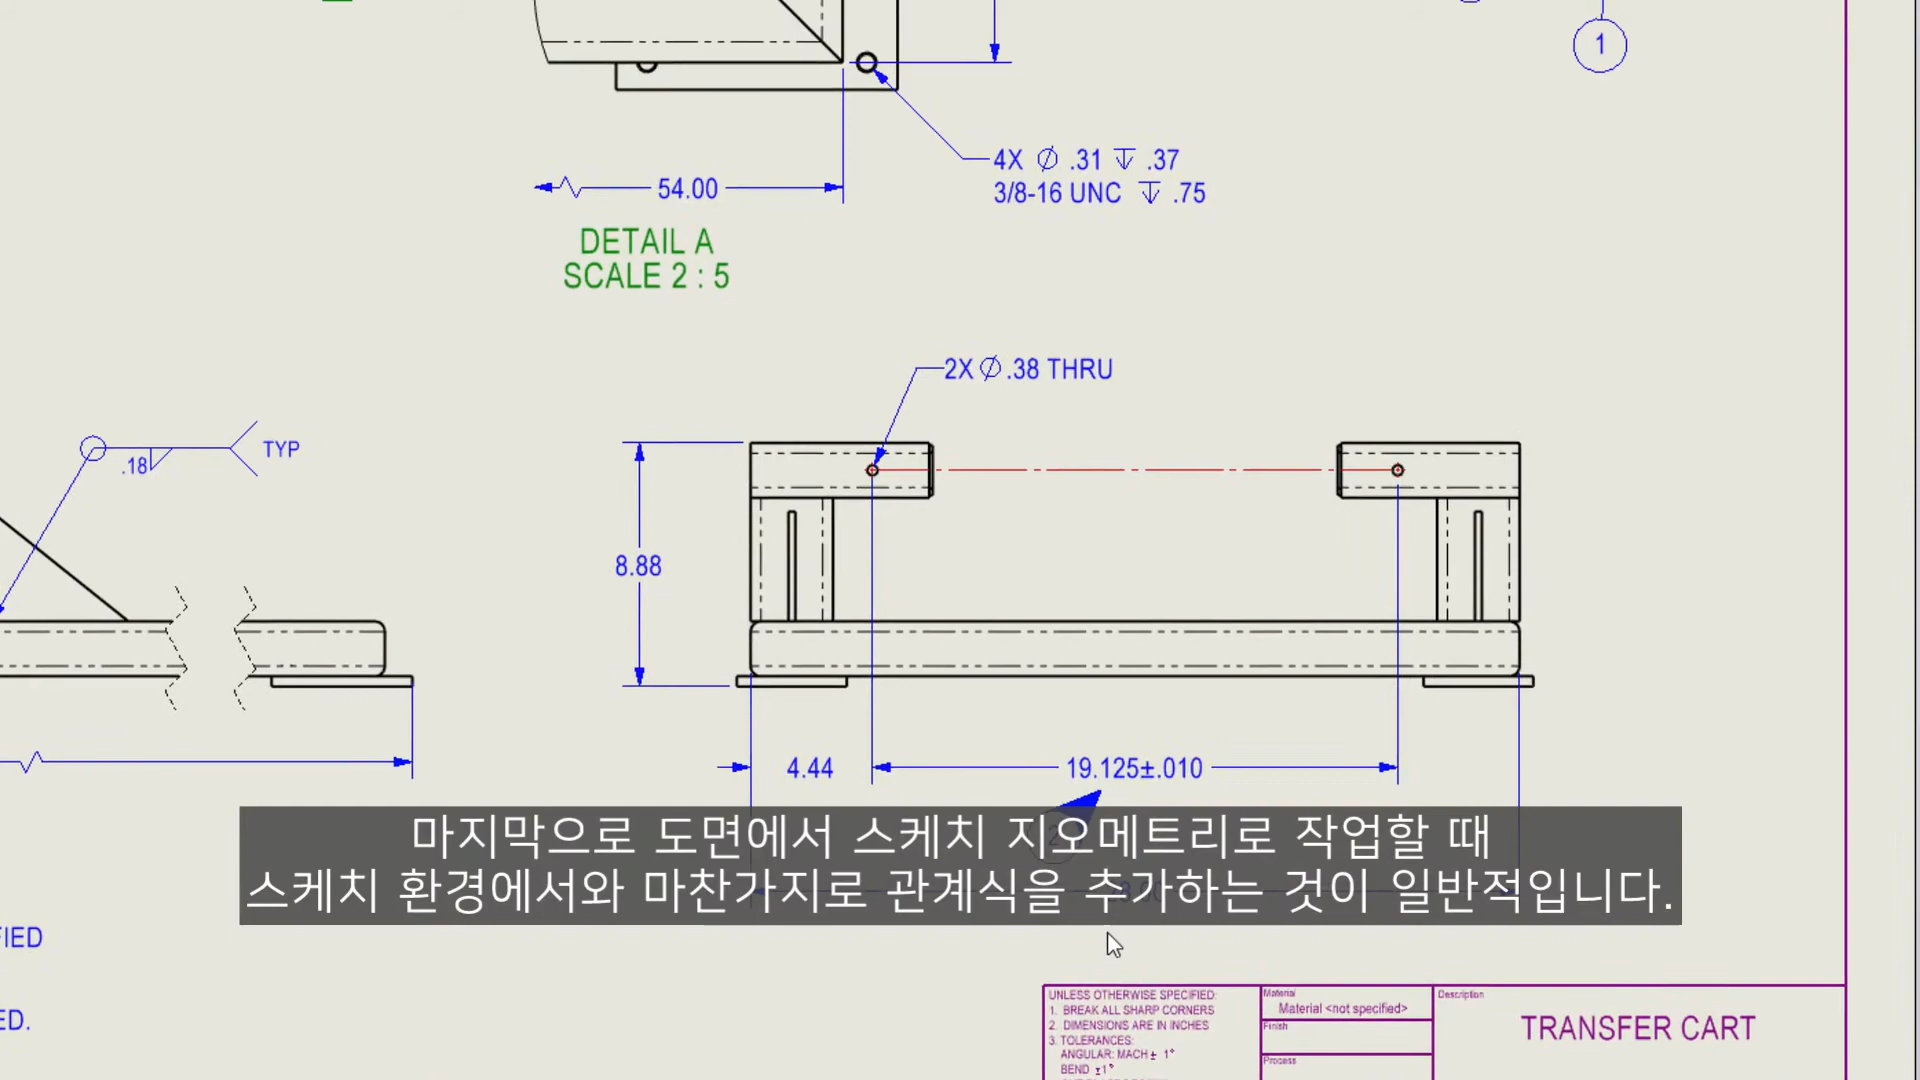 1
4X ∅ .31 ↧ .37
3/8-16 UNC ↧ .75
54.00
DETAIL A
SCALE 2 : 5
2X ∅ .38 THRU
.18 TYP
8.88
4.44
19.125±.010
마지막으로 도면에서 스케치 지오메트리로 작업할 때
스케치 환경에서와 마찬가지로 관계식을 추가하는 것이 일반적입니다.
UNLESS OTHERWISE SPECIFIED:
1. BREAK ALL SHARP CORNERS
2. DIMENSIONS ARE IN INCHES
3. TOLERANCES:
ANGULAR: MACH ± 1°
BEND ±1°
Material
Material <not specified>
Finish
Process
Description
TRANSFER CART